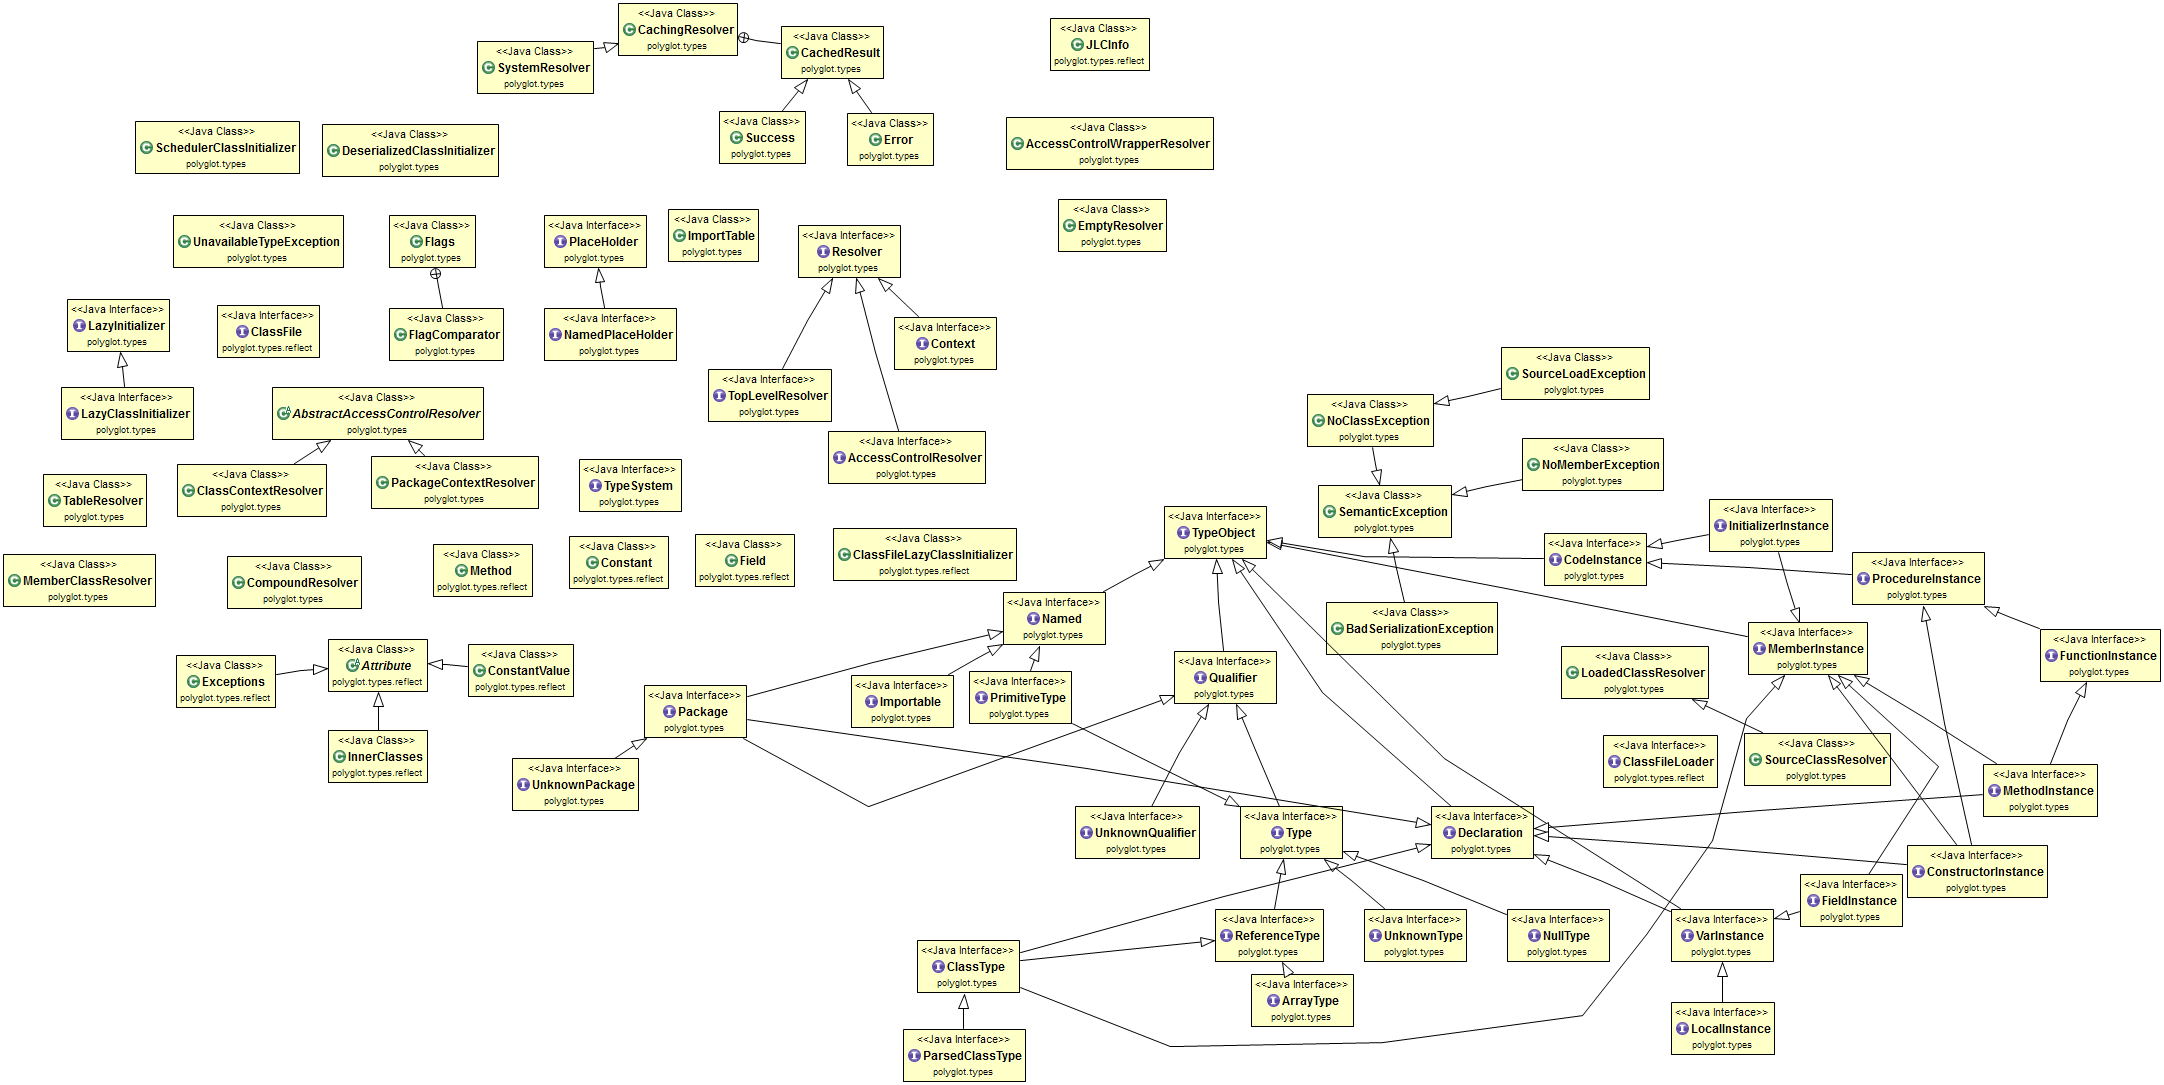 <<Java Class>>
CachingResolver
polyglot.types
<<Java Class>>
SystemResolver
polyglot.types
<<Java Class>>
CachedResult
polyglot.types
<<Java Class>>
JLCInfo
polyglot.types.reflect
<<Java Class>>
Success
polyglot.types
<<Java Class>>
Error
polyglot.types
<<Java Class>>
SchedulerClassInitializer
polyglot.types
<<Java Class>>
DeserializedClassInitializer
polyglot.types
<<Java Class>>
AccessControlWrapperResolver
polyglot.types
<<Java Class>>
UnavailableTypeException
polyglot.types
<<Java Class>>
Flags
polyglot.types
<<Java Interface>>
PlaceHolder
polyglot.types
<<Java Class>>
ImportTable
polyglot.types
<<Java Interface>>
Resolver
polyglot.types
<<Java Class>>
EmptyResolver
polyglot.types
<<Java Interface>>
LazyInitializer
polyglot.types
<<Java Interface>>
ClassFile
polyglot.types.reflect
<<Java Class>>
FlagComparator
polyglot.types
<<Java Interface>>
NamedPlaceHolder
polyglot.types
<<Java Interface>>
Context
polyglot.types
<<Java Interface>>
LazyClassInitializer
polyglot.types
<<Java Class>>
AbstractAccessControlResolver
polyglot.types
<<Java Interface>>
TopLevelResolver
polyglot.types
<<Java Interface>>
AccessControlResolver
polyglot.types
<<Java Class>>
SourceLoadException
polyglot.types
<<Java Class>>
NoClassException
polyglot.types
<<Java Class>>
NoMemberException
polyglot.types
<<Java Class>>
TableResolver
polyglot.types
<<Java Class>>
ClassContextResolver
polyglot.types
<<Java Class>>
PackageContextResolver
polyglot.types
<<Java Interface>>
TypeSystem
polyglot.types
<<Java Class>>
SemanticException
polyglot.types
<<Java Interface>>
TypeObject
polyglot.types
<<Java Interface>>
InitializerInstance
polyglot.types
<<Java Interface>>
CodeInstance
polyglot.types
<<Java Interface>>
ProcedureInstance
polyglot.types
<<Java Class>>
MemberClassResolver
polyglot.types
<<Java Class>>
CompoundResolver
polyglot.types
<<Java Class>>
Method
polyglot.types.reflect
<<Java Class>>
Constant
polyglot.types.reflect
<<Java Class>>
Field
polyglot.types.reflect
<<Java Class>>
ClassFileLazyClassInitializer
polyglot.types.reflect
<<Java Interface>>
Named
polyglot.types
<<Java Class>>
BadSerializationException
polyglot.types
<<Java Interface>>
MemberInstance
polyglot.types
<<Java Interface>>
FunctionInstance
polyglot.types
<<Java Class>>
Exceptions
polyglot.types.reflect
<<Java Class>>
Attribute
polyglot.types.reflect
<<Java Class>>
ConstantValue
polyglot.types.reflect
<<Java Interface>>
Package
polyglot.types
<<Java Interface>>
Importable
polyglot.types
<<Java Interface>>
PrimitiveType
polyglot.types
<<Java Interface>>
Qualifier
polyglot.types
<<Java Class>>
LoadedClassResolver
polyglot.types
<<Java Class>>
InnerClasses
polyglot.types.reflect
<<Java Interface>>
UnknownPackage
polyglot.types
<<Java Interface>>
ClassFileLoader
polyglot.types.reflect
<<Java Class>>
SourceClassResolver
polyglot.types
<<Java Interface>>
MethodInstance
polyglot.types
<<Java Interface>>
UnknownQualifier
polyglot.types
<<Java Interface>>
Type
polyglot.types
<<Java Interface>>
Declaration
polyglot.types
<<Java Interface>>
ConstructorInstance
polyglot.types
<<Java Interface>>
FieldInstance
polyglot.types
<<Java Interface>>
ClassType
polyglot.types
<<Java Interface>>
ReferenceType
polyglot.types
<<Java Interface>>
UnknownType
polyglot.types
<<Java Interface>>
NullType
polyglot.types
<<Java Interface>>
VarInstance
polyglot.types
<<Java Interface>>
ArrayType
polyglot.types
<<Java Interface>>
LocalInstance
polyglot.types
<<Java Interface>>
ParsedClassType
polyglot.types